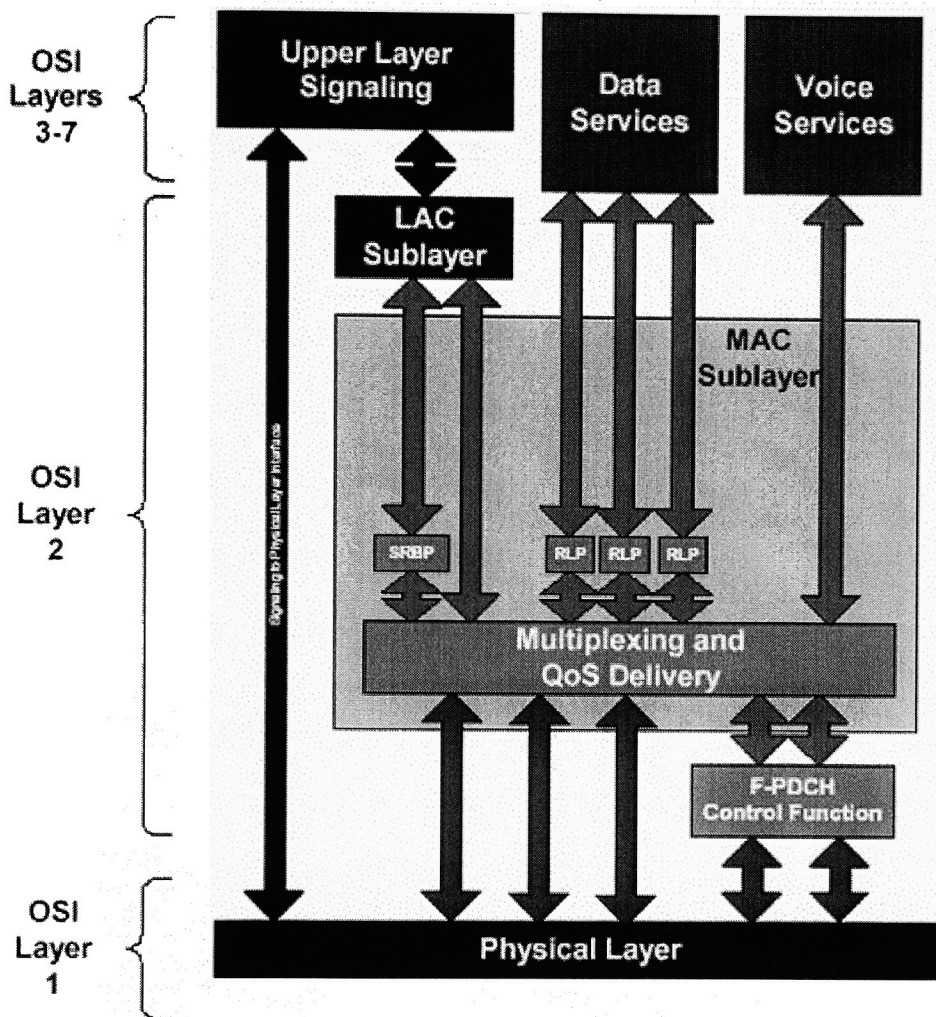 OSI
Layers
3-7
Upper Layer
Signaling
Data
Services
Voice
Services
LAC
Sublayer
MAC
Sublayer
OSI
Layer
2
Signaling to Physical Layer Interface
SRBP
RLP
RLP
RLP
Multiplexing and
QoS Delivery
F-PDCH
Control Function
OSI
Layer
1
Physical Layer